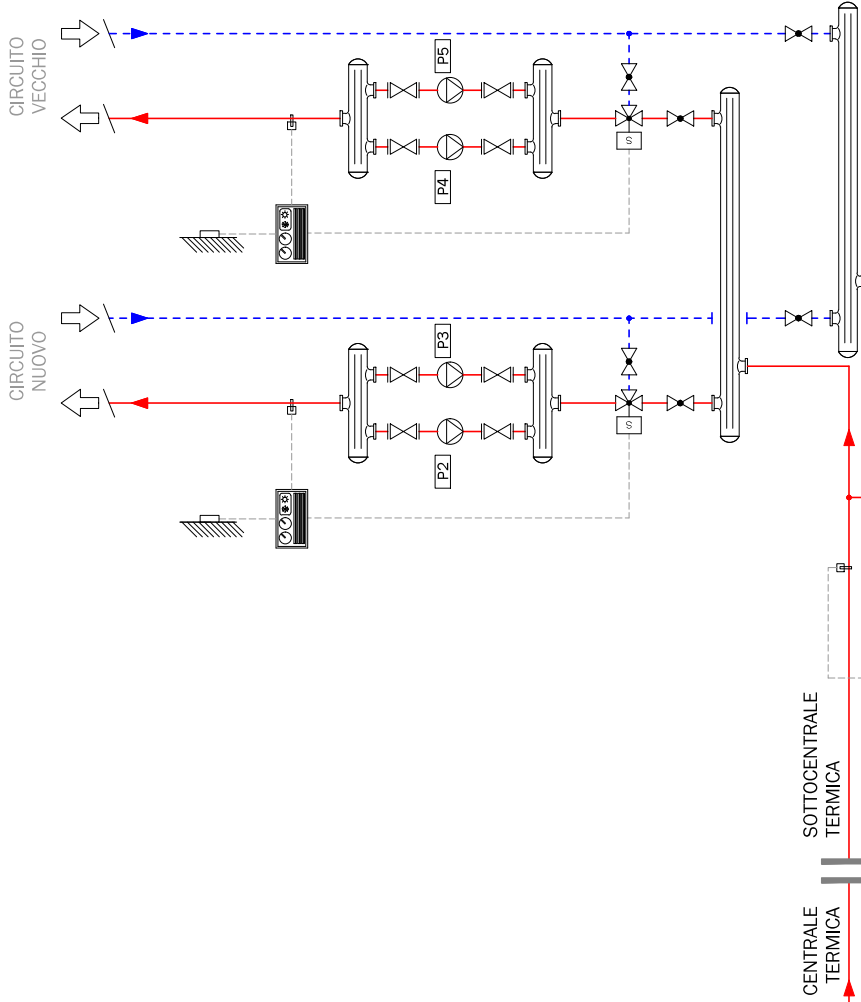 CIRCUITO
VECCHIO
P5
P4
S
CIRCUITO
NUOVO
P3
P2
S
SOTTOCENTRALE
TERMICA
CENTRALE
TERMICA